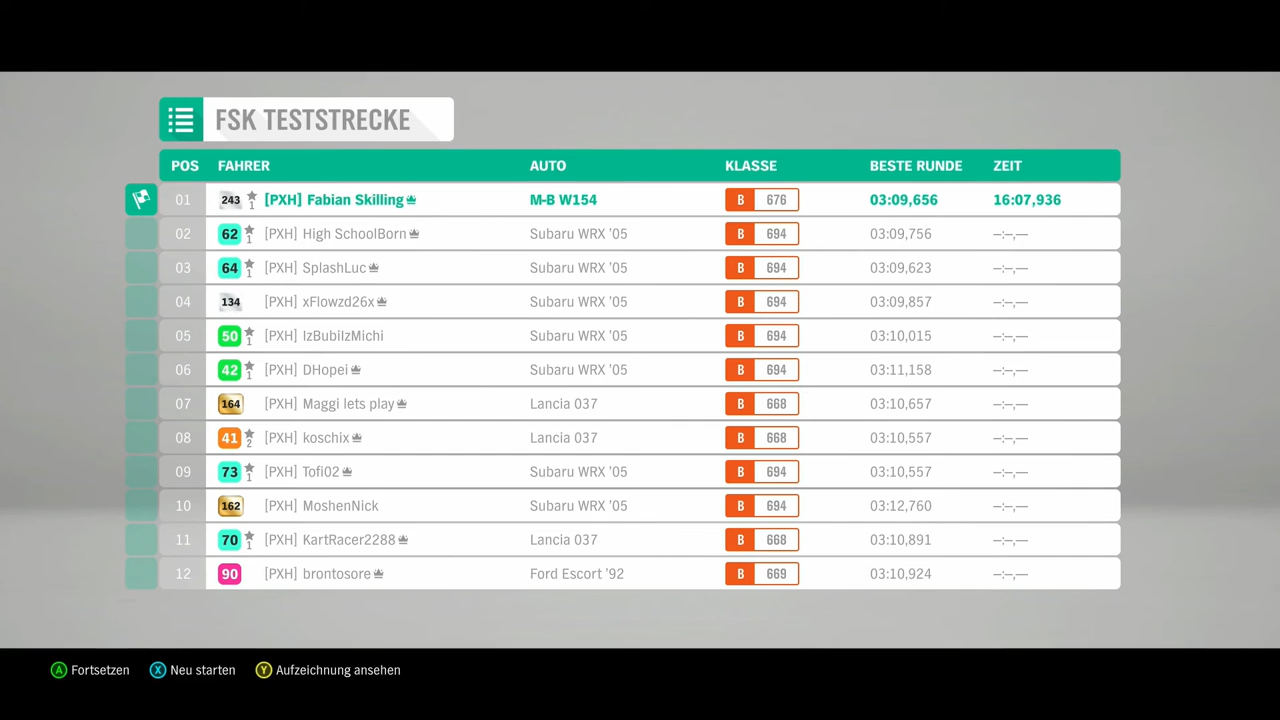 FSK TESTSTRECKE
POS FAHRER AUTO KLASSE BESTE RUNDE ZEIT
01 243 1 [PXH] Fabian Skilling M-B W154 B 676 03:09,656 16:07,936
02 62 1 [PXH] High SchoolBorn Subaru WRX '05 B 694 03:09,756 --:--,---
03 64 1 [PXH] SplashLuc Subaru WRX '05 B 694 03:09,623 --:--,---
04 134 [PXH] xFlowzd26x Subaru WRX '05 B 694 03:09,857 --:--,---
05 50 1 [PXH] IzBubiIzMichi Subaru WRX '05 B 694 03:10,015 --:--,---
06 42 1 [PXH] DHopei Subaru WRX '05 B 694 03:11,158 --:--,---
07 164 [PXH] Maggi lets play Lancia 037 B 668 03:10,657 --:--,---
08 41 2 [PXH] koschix Lancia 037 B 668 03:10,557 --:--,---
09 73 1 [PXH] Tofi02 Subaru WRX '05 B 694 03:10,557 --:--,---
10 162 [PXH] MoshenNick Subaru WRX '05 B 694 03:12,760 --:--,---
11 70 1 [PXH] KartRacer2288 Lancia 037 B 668 03:10,891 --:--,---
12 90 [PXH] brontosore Ford Escort '92 B 669 03:10,924 --:--,---
A Fortsetzen X Neu starten Y Aufzeichnung ansehen